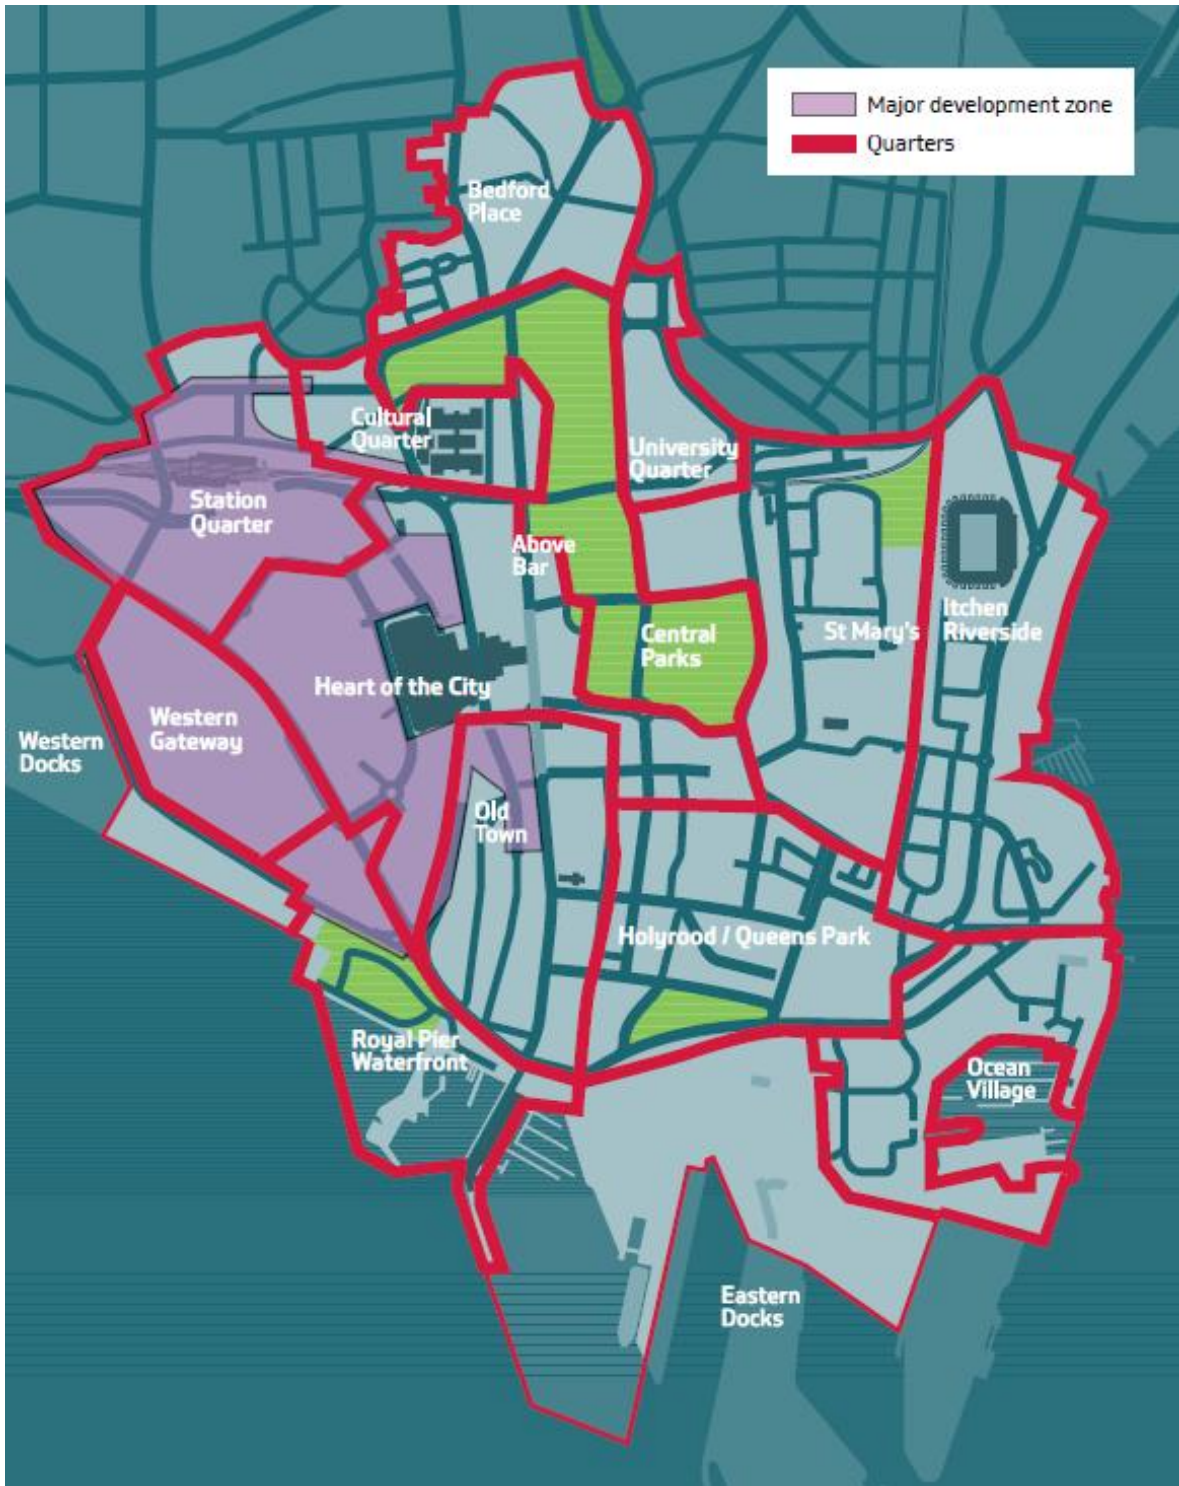 Major development zone
Quarters
Bedford
Place
Cultural
Quarter
University
Quarter
Station
Quarter
Above
Bar
Itchen
Riverside
Central
Parks
St Mary's
Heart of the City
Western
Gateway
Western
Docks
Old
Town
Holyrood / Queens Park
Royal Pier
Waterfront
Ocean
Village
Eastern
Docks